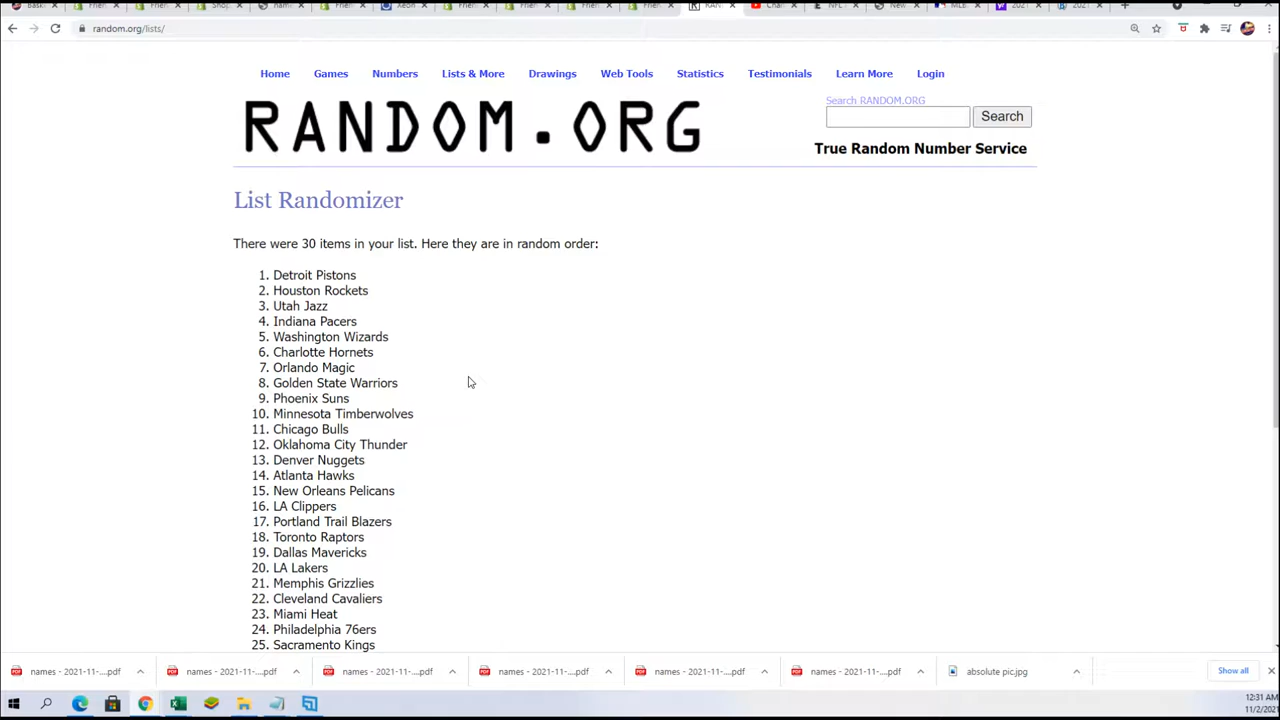 random.org/lists/
Home Games Numbers Lists & More Drawings Web Tools Statistics Testimonials Learn More Login
RANDOM.ORG
Search RANDOM.ORG
Search
True Random Number Service
List Randomizer
There were 30 items in your list. Here they are in random order:
1. Detroit Pistons
2. Houston Rockets
3. Utah Jazz
4. Indiana Pacers
5. Washington Wizards
6. Charlotte Hornets
7. Orlando Magic
8. Golden State Warriors
9. Phoenix Suns
10. Minnesota Timberwolves
11. Chicago Bulls
12. Oklahoma City Thunder
13. Denver Nuggets
14. Atlanta Hawks
15. New Orleans Pelicans
16. LA Clippers
17. Portland Trail Blazers
18. Toronto Raptors
19. Dallas Mavericks
20. LA Lakers
21. Memphis Grizzlies
22. Cleveland Cavaliers
23. Miami Heat
24. Philadelphia 76ers
25. Sacramento Kings
names - 2021-11-....pdf names - 2021-11-....pdf names - 2021-11-....pdf names - 2021-11-....pdf names - 2021-11-....pdf names - 2021-11-....pdf absolute pic.jpg Show all
12:31 AM
11/2/2021